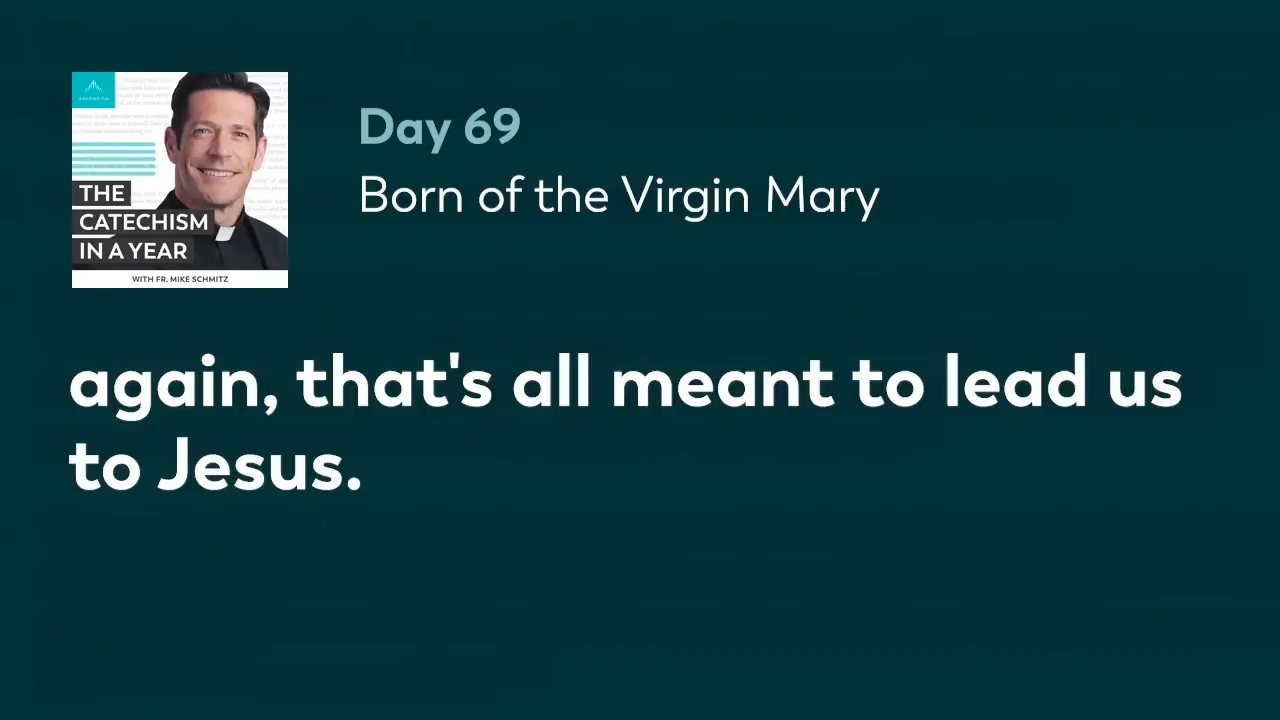 ASCENSION
THE
CATECHISM
IN A YEAR
WITH FR. MIKE SCHMITZ
Day 69
Born of the Virgin Mary
again, that's all meant to lead us
to Jesus.